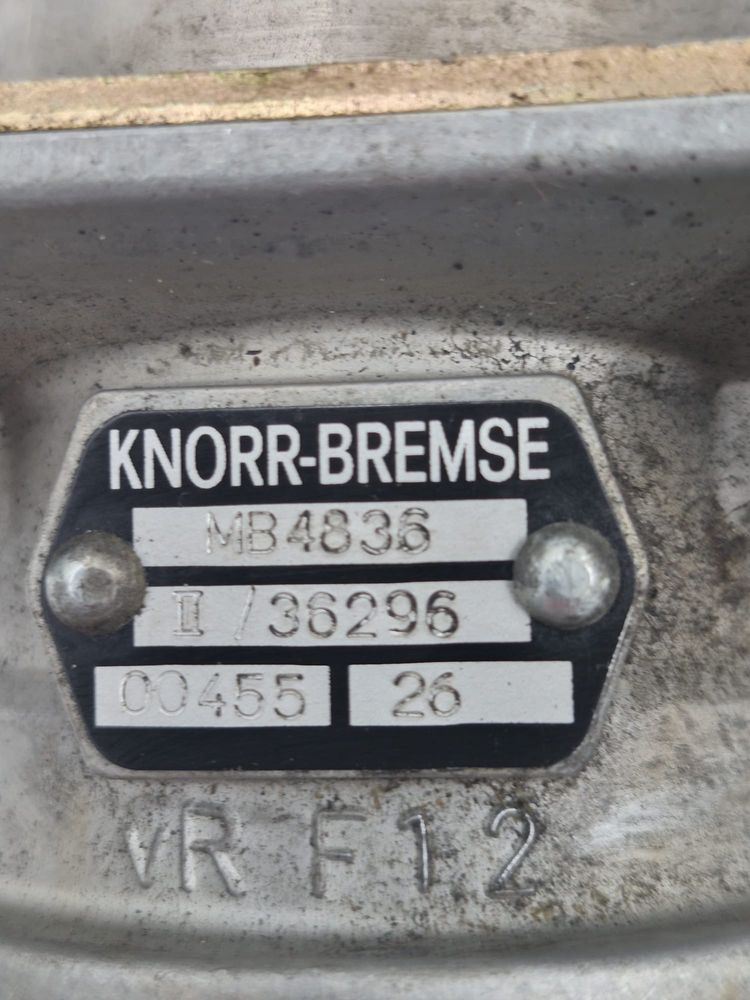 KNORR-BREMSE
MB4836
II/36296
00455 26
vR F12